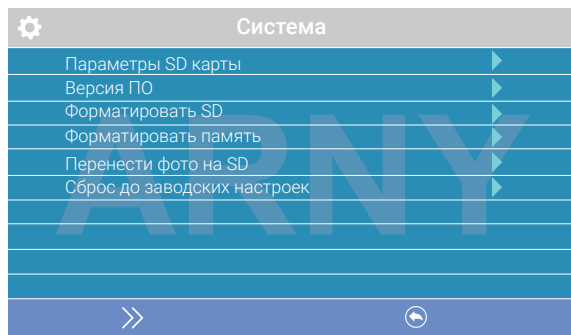 Система
Параметры SD карты
Версия ПО
Форматировать SD
Форматировать память
Перенести фото на SD
Сброс до заводских настроек
ARNY